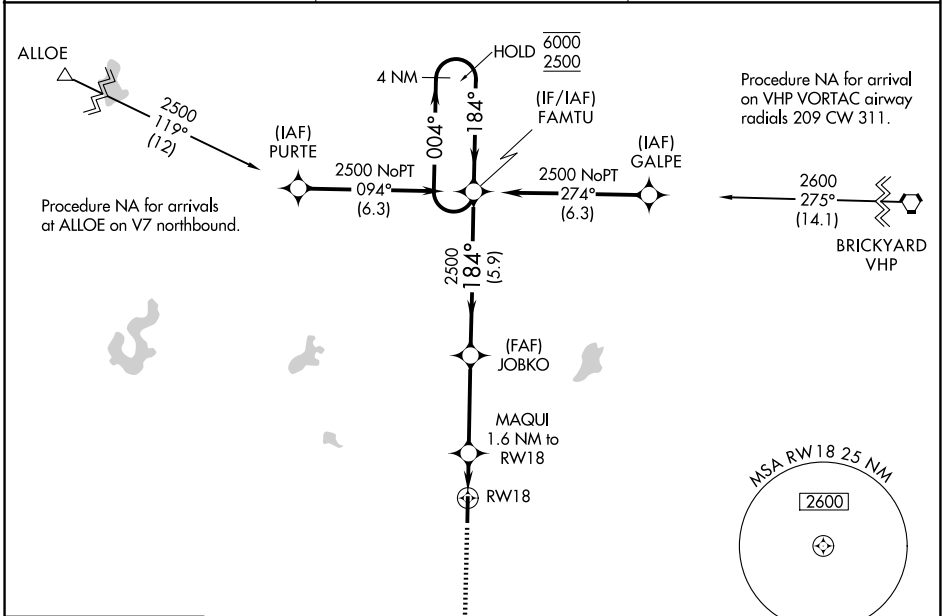 ALLOE
2500
119°
(12)
Procedure NA for arrivals
at ALLOE on V7 northbound.
(IAF)
PURTE
2500 NoPT
094°
(6.3)
4 NM
HOLD
6000
2500
004°
184°
(IF/IAF)
FAMTU
2500 NoPT
274°
(6.3)
(IAF)
GALPE
Procedure NA for arrival
on VHP VORTAC airway
radials 209 CW 311.
2600
275°
(14.1)
BRICKYARD
VHP
2500
184°
(5.9)
(FAF)
JOBKO
MAQUI
1.6 NM to
RW18
RW18
MSA RW18 25 NM
2600